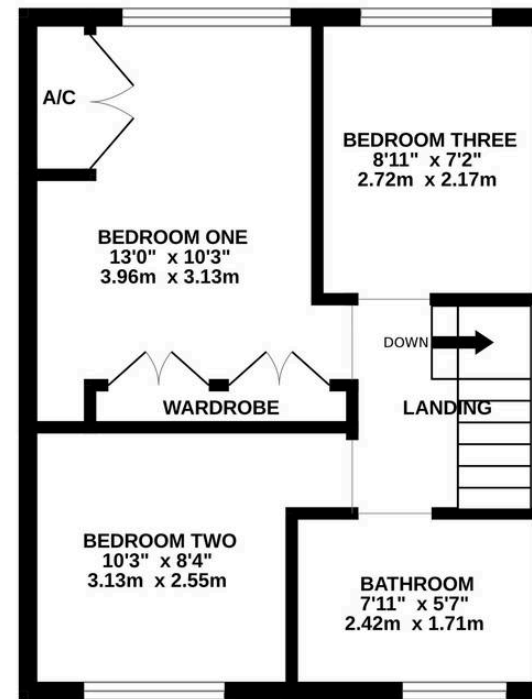 A/C
BEDROOM THREE
8'11" x 7'2"
2.72m x 2.17m
BEDROOM ONE
13'0" x 10'3"
3.96m x 3.13m
DOWN
WARDROBE
LANDING
BEDROOM TWO
10'3" x 8'4"
3.13m x 2.55m
BATHROOM
7'11" x 5'7"
2.42m x 1.71m